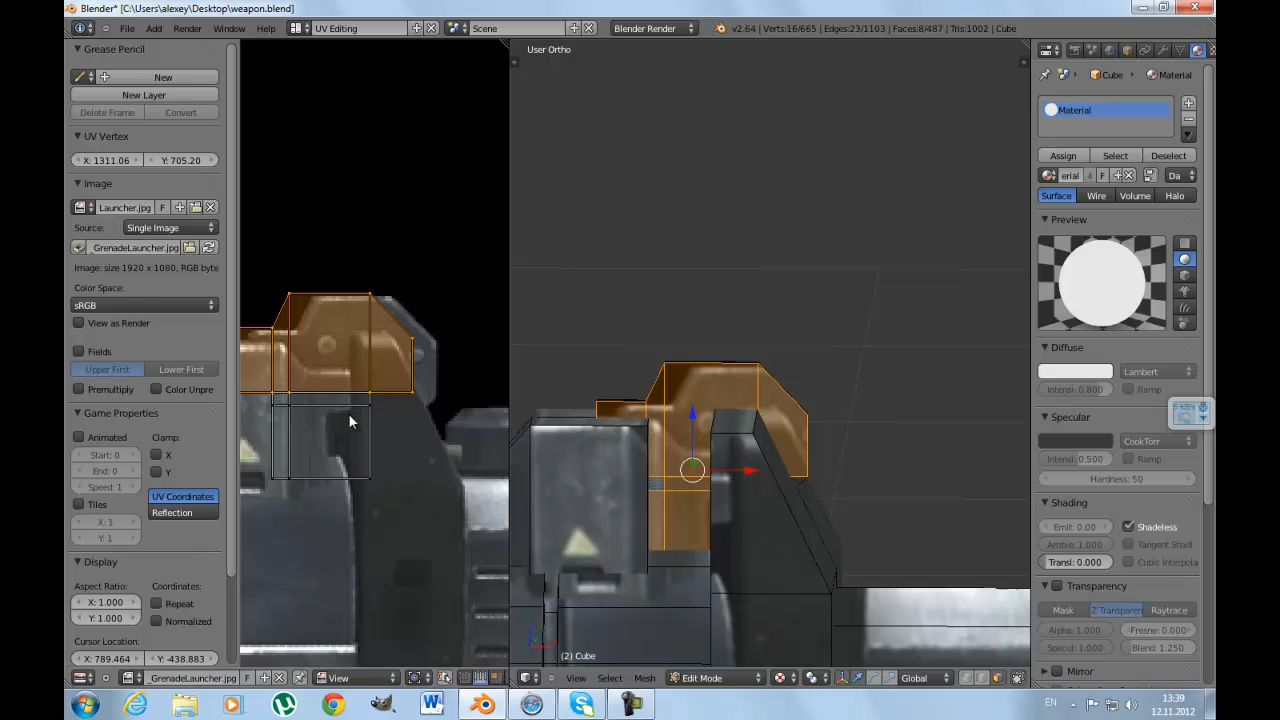 Blender* [C:\Users\alexey\Desktop\weapon.blend]
File Add Render Window Help UV Editing Scene Blender Render v2.64 | Verts:16/665 | Edges:23/1103 | Faces:8/487 | Tris:1002 | Cube
Grease Pencil
New
New Layer
Delete Frame Convert
UV Vertex
X: 1311.06 Y: 705.20
Image
Launcher.jpg F
Source: Single Image
_GrenadeLauncher.jpg
Image: size 1920 x 1080, RGB byte
Color Space:
sRGB
View as Render
Fields
Upper First Lower First
Premultiply Color Unpre
Game Properties
Animated Clamp:
Start: 0 X
End: 0 Y
Speed: 1 UV Coordinates
Tiles Reflection
X: 1
Y: 1
Display
Aspect Ratio: Coordinates:
X: 1.000 Repeat
Y: 1.000 Normalized
Cursor Location:
X: 789.464 Y: -438.883
_GrenadeLauncher.jpg F View
User Ortho
(2) Cube
View Select Mesh Edit Mode Global
Cube Material
Material
Assign Select Deselect
erial 4 F Da
Surface Wire Volume Halo
Preview
Diffuse
Lambert
Intensi: 0.800 Ramp
Specular
CookTorr
Intensi: 0.500 Ramp
Hardness: 50
Shading
Emit: 0.00 Shadeless
Ambie: 1.000 Tangent Shad
Transl: 0.000 Cubic Interpola
Transparency
Mask Z Transparen Raytrace
Alpha: 1.000 Fresne: 0.000
Specul: 1.000 Blend: 1.250
Mirror
EN 13:39
12.11.2012